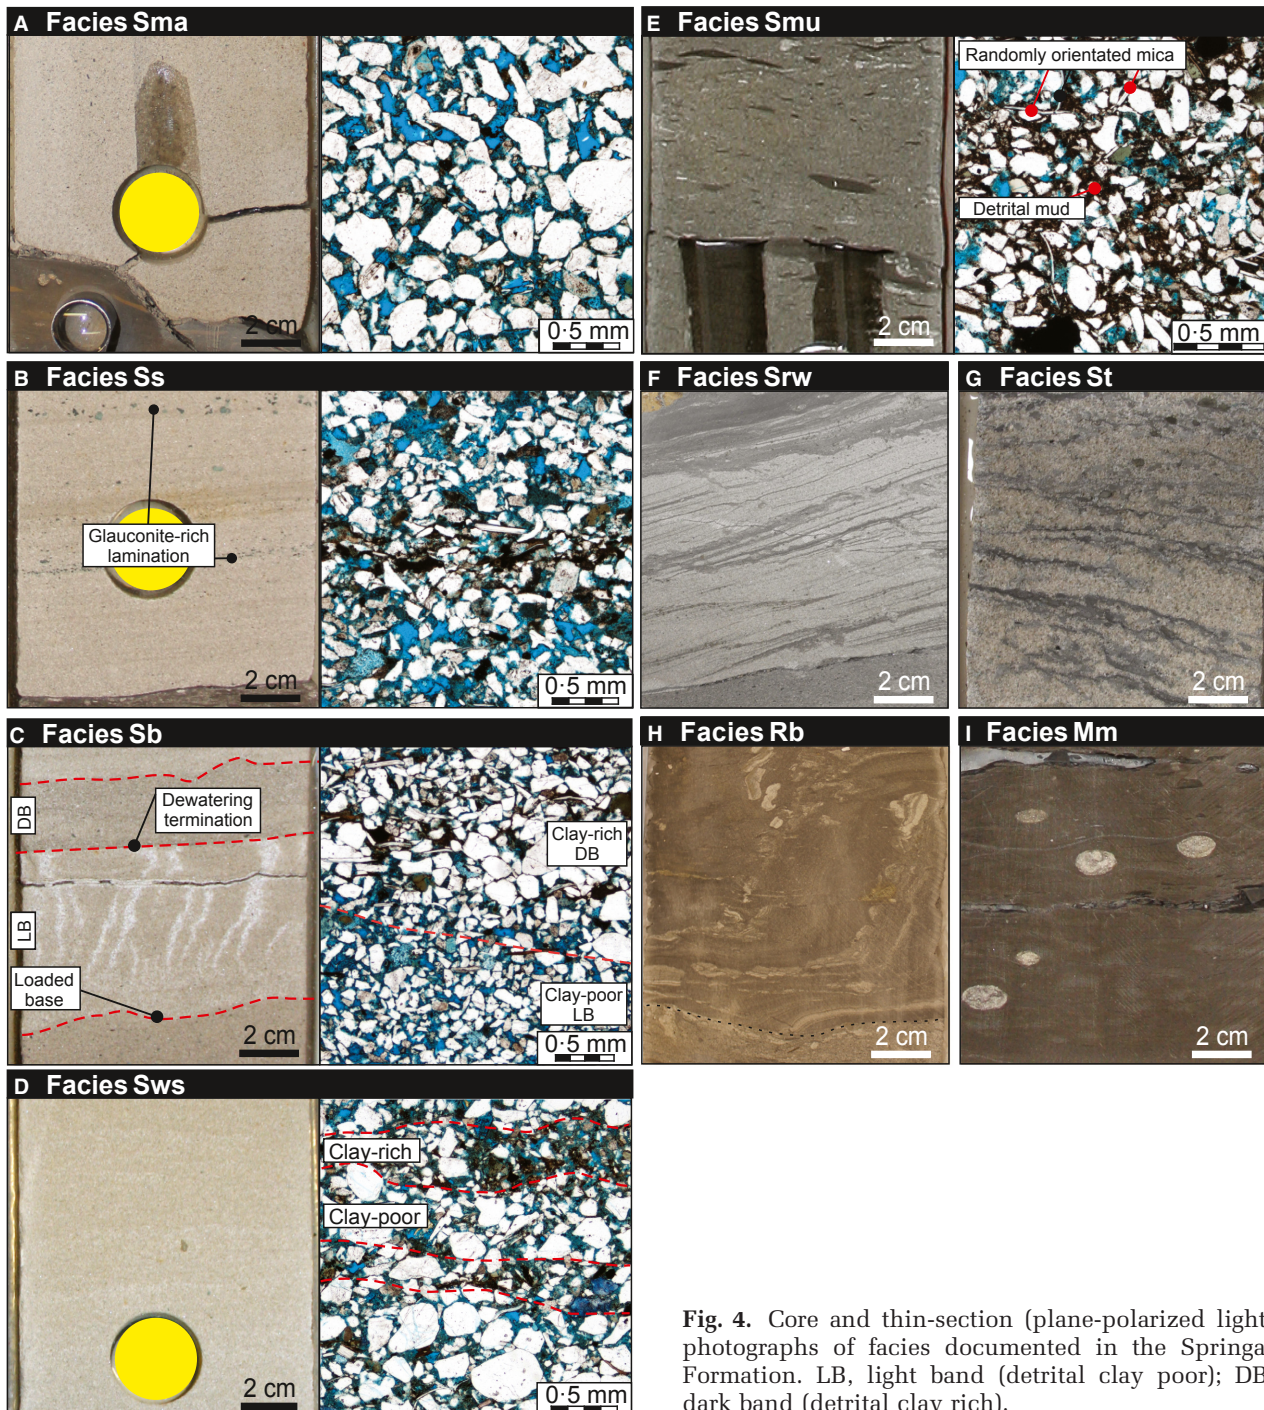 A Facies Sma
2 cm
0·5 mm
B Facies Ss
Glauconite-rich
lamination
2 cm
0·5 mm
C Facies Sb
DB
Dewatering
termination
LB
Loaded
base
2 cm
Clay-rich
DB
Clay-poor
LB
0·5 mm
D Facies Sws
2 cm
Clay-rich
Clay-poor
0·5 mm
E Facies Smu
2 cm
Randomly orientated mica
Detrital mud
0·5 mm
F Facies Srw
2 cm
G Facies St
2 cm
H Facies Rb
2 cm
I Facies Mm
2 cm
Fig. 4. Core and thin-section (plane-polarized light
photographs of facies documented in the Springa
Formation. LB, light band (detrital clay poor); DB
dark band (detrital clay rich).